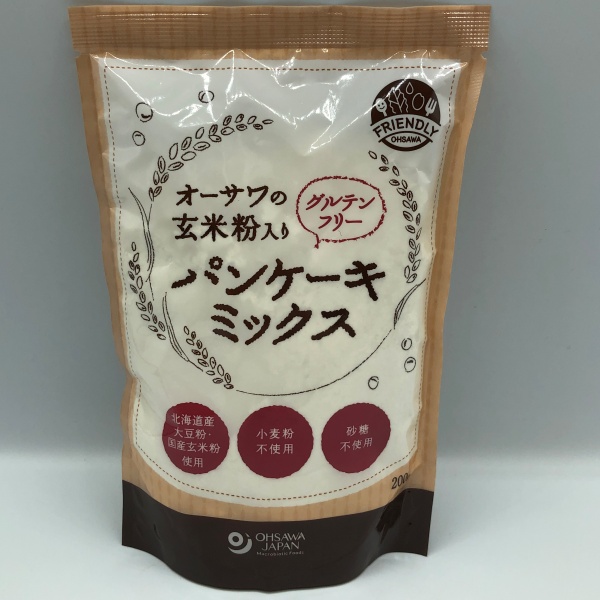 FRIENDLY
OHSAWA
オーサワの
玄米粉入り
グルテン
フリー
パンケーキ
ミックス
北海道産
大豆粉・
国産玄米粉
使用
小麦粉
不使用
砂糖
不使用
200
OHSAWA
JAPAN
Macrobiotic Foods